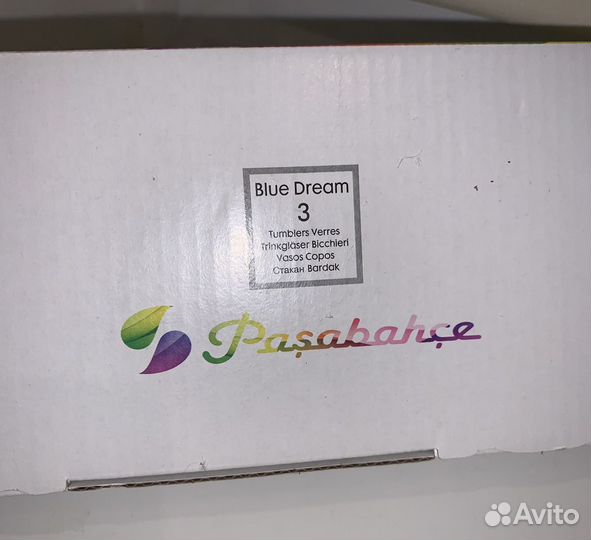 Blue Dream
3
Tumblers Verres
Trinkgläser Bicchieri
Vasos Copos
Стакан Bardak
Paşabahçe
Avito